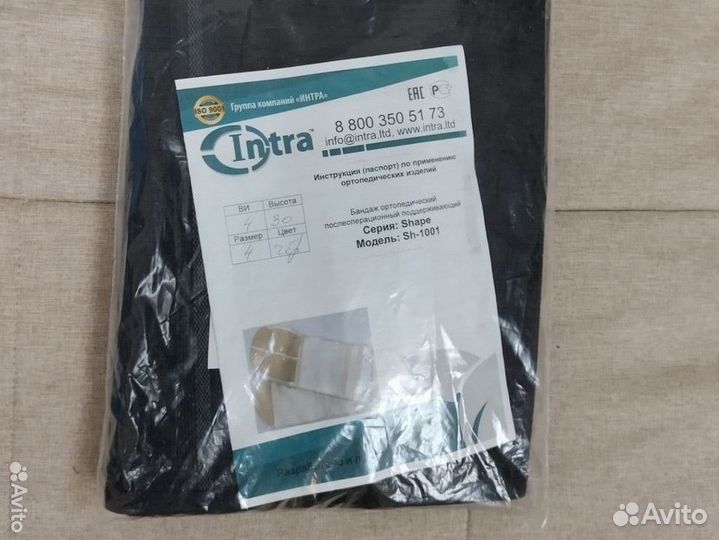 ISO 9001
Группа компаний «ИНТРА»
EAC
Intra™
8 800 350 51 73
info@intra.ltd, www.intra.ltd
Инструкция (паспорт) по применению
ортопедических изделий
ВИ Высота
4 30
Размер Цвет
4
Бандаж ортопедический
послеоперационный поддерживающий
Серия: Shape
Модель: Sh-1001
Avito
Avito